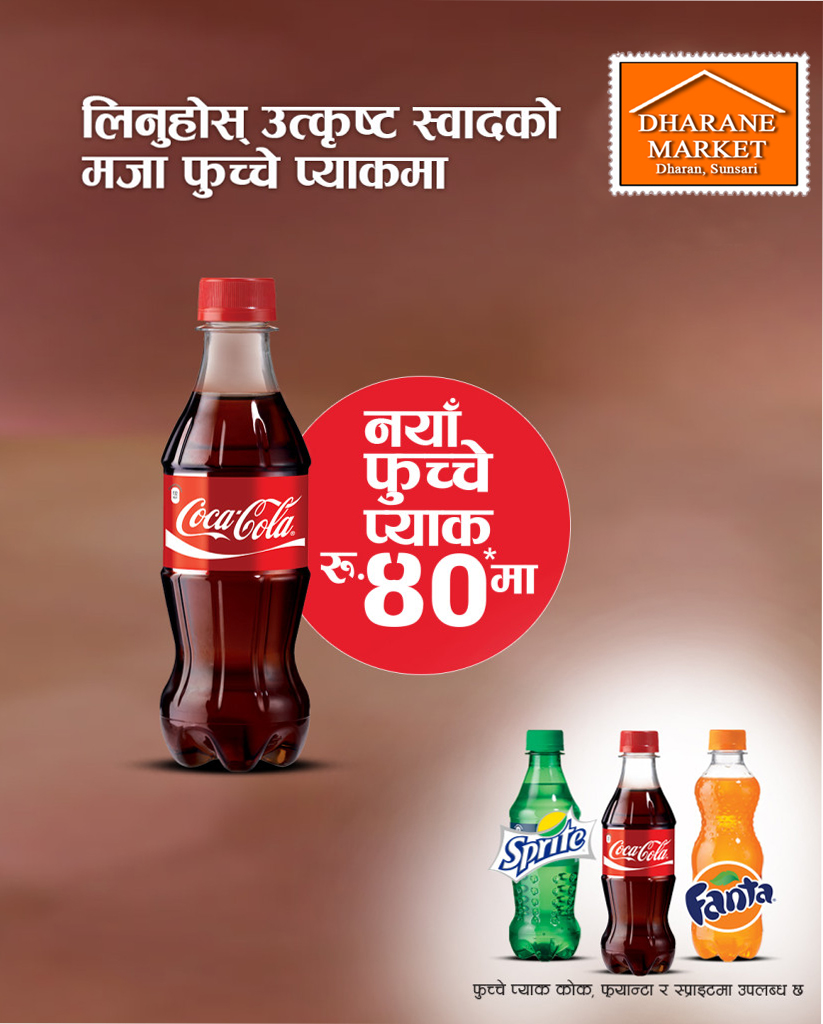 लिनुहोस् उत्कृष्ट स्वादको
मजा फुच्चे प्याकमा
DHARANE
MARKET
Dharan, Sunsari
नयाँ
फुच्चे
प्याक
रू.४०*मा
Coca-Cola
Sprite
Coca-Cola
Fanta
फुच्चे प्याक कोक, फ्यान्टा र स्प्राइटमा उपलब्ध छ